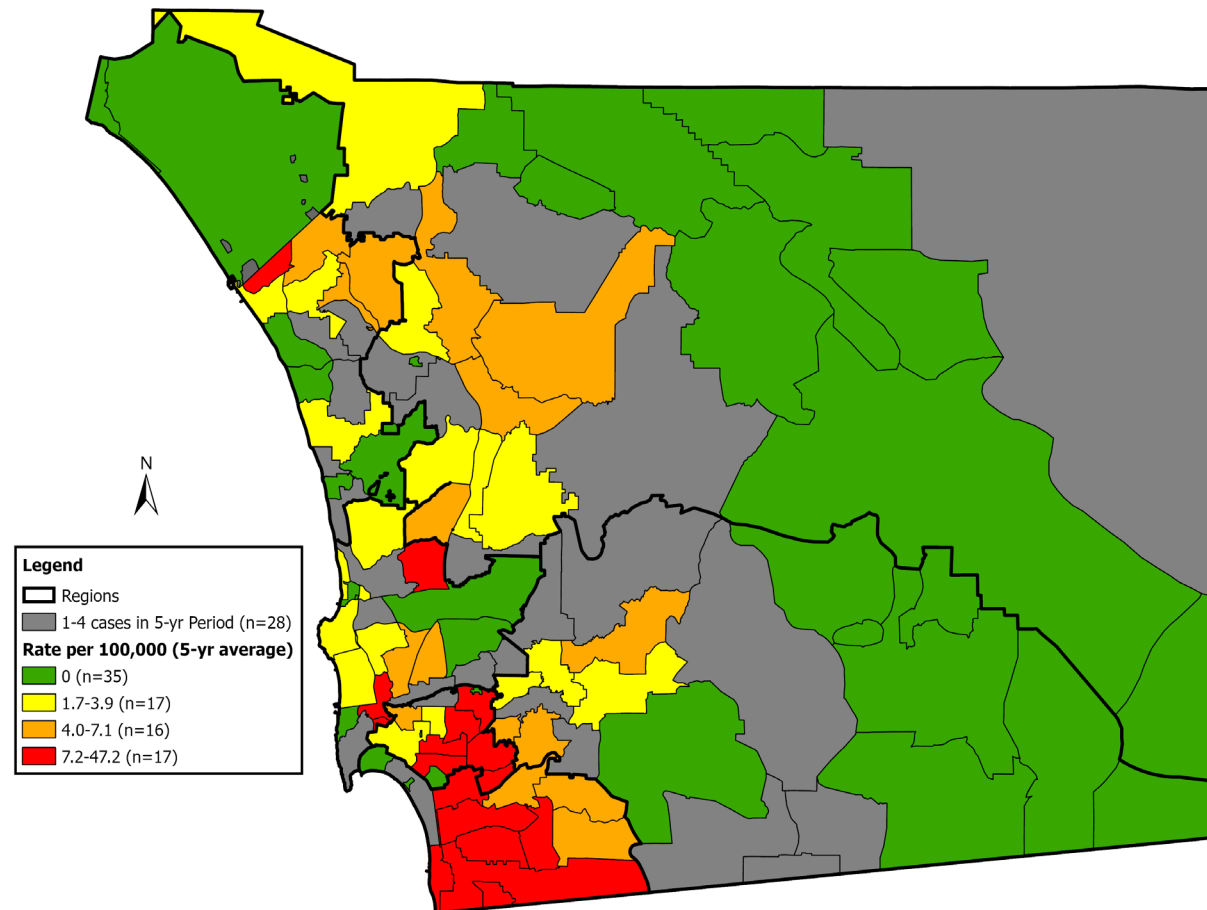 N
Legend
Regions
1-4 cases in 5-yr Period (n=28)
Rate per 100,000 (5-yr average)
0 (n=35)
1.7-3.9 (n=17)
4.0-7.1 (n=16)
7.2-47.2 (n=17)